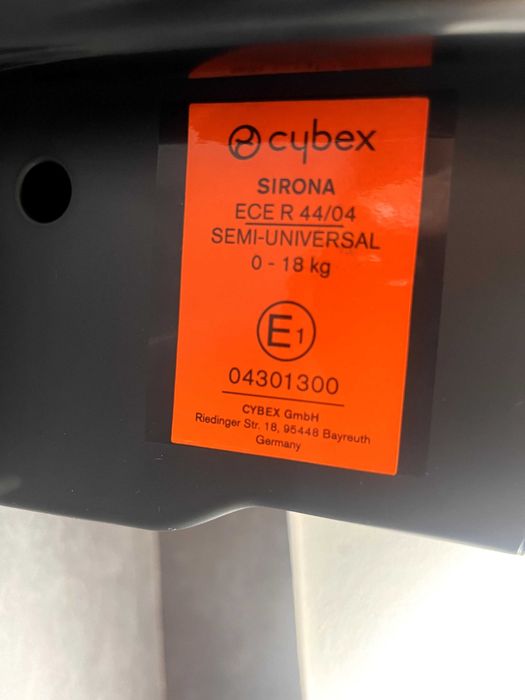 cybex
SIRONA
ECE R 44/04
SEMI-UNIVERSAL
0 - 18 kg
E1
04301300
CYBEX GmbH
Riedinger Str. 18, 95448 Bayreuth
Germany